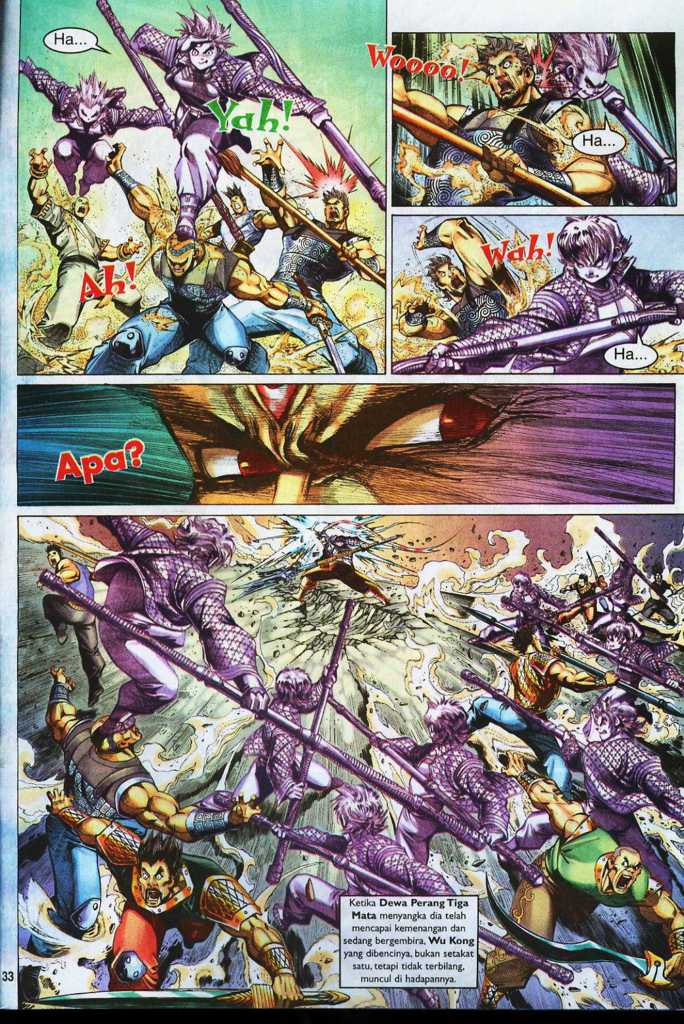 Ha...
Yah!
Ah!
Woooo!
Ha...
Wah!
Ha...
Apa?
Ketika Dewa Perang Tiga
Mata menyangka dia telah
mencapai kemenangan dan
sedang bergembira, Wu Kong
yang dibencinya, bukan setakat
satu, tetapi tidak terbilang,
muncul di hadapannya.
33